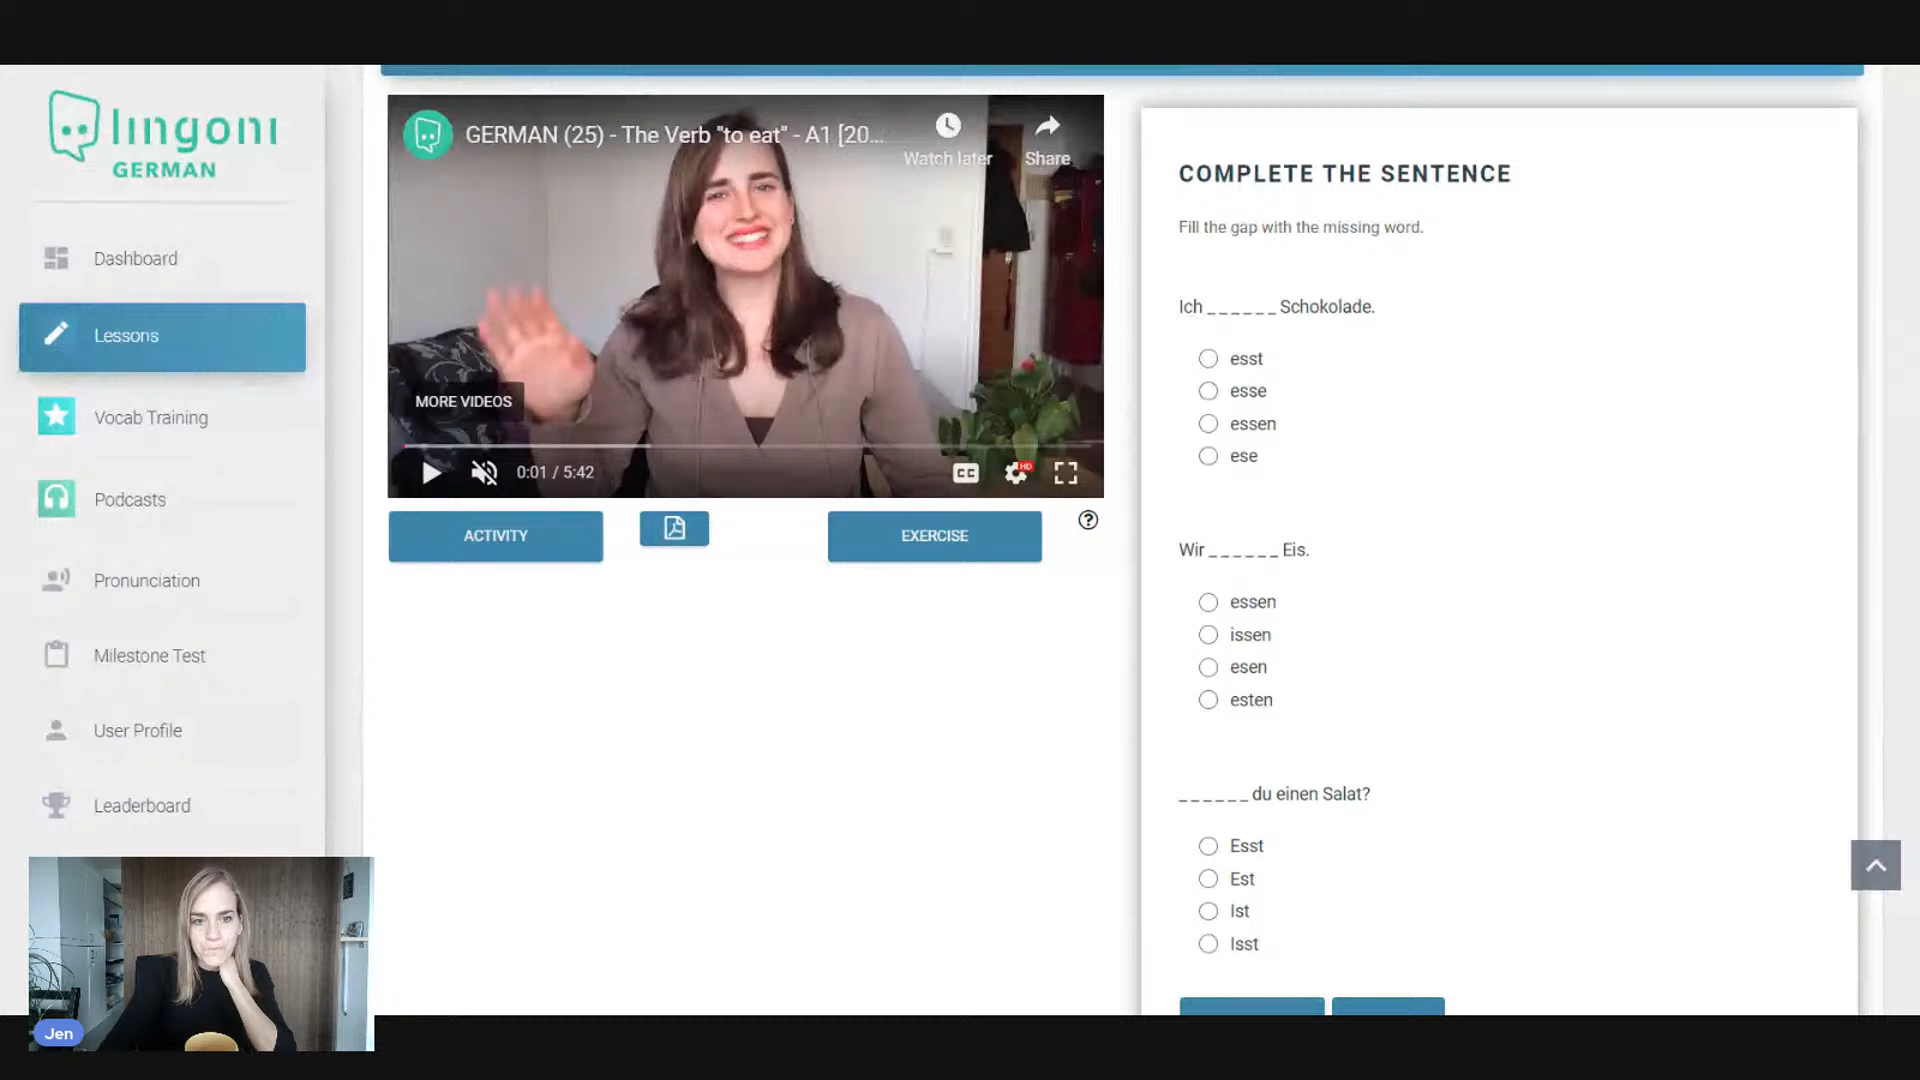 lingoni
GERMAN
Dashboard
Lessons
Vocab Training
Podcasts
Pronunciation
Milestone Test
User Profile
Leaderboard
Jen
GERMAN (25) - The Verb "to eat" - A1 [20...
Watch later
Share
MORE VIDEOS
0:01 / 5:42
CC
HD
ACTIVITY
EXERCISE
?
COMPLETE THE SENTENCE
Fill the gap with the missing word.
Ich _ _ _ _ _ _ Schokolade.
esst
esse
essen
ese
Wir _ _ _ _ _ _ Eis.
essen
issen
esen
esten
_ _ _ _ _ _ du einen Salat?
Esst
Est
Ist
Isst